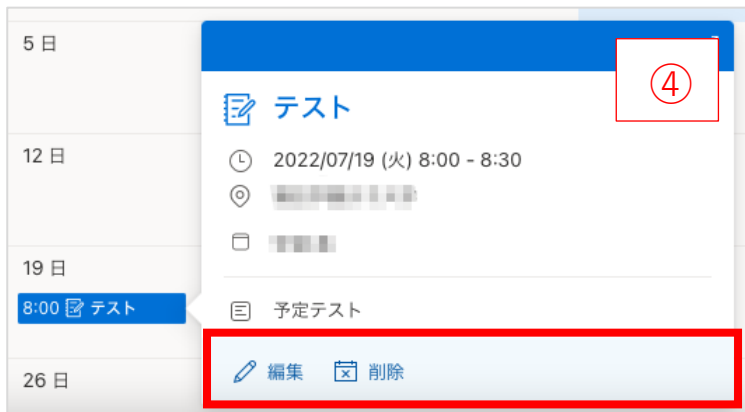 5 日
④
テスト
12 日
2022/07/19 (火) 8:00 - 8:30
19 日
8:00 テスト
予定テスト
編集 削除
26 日